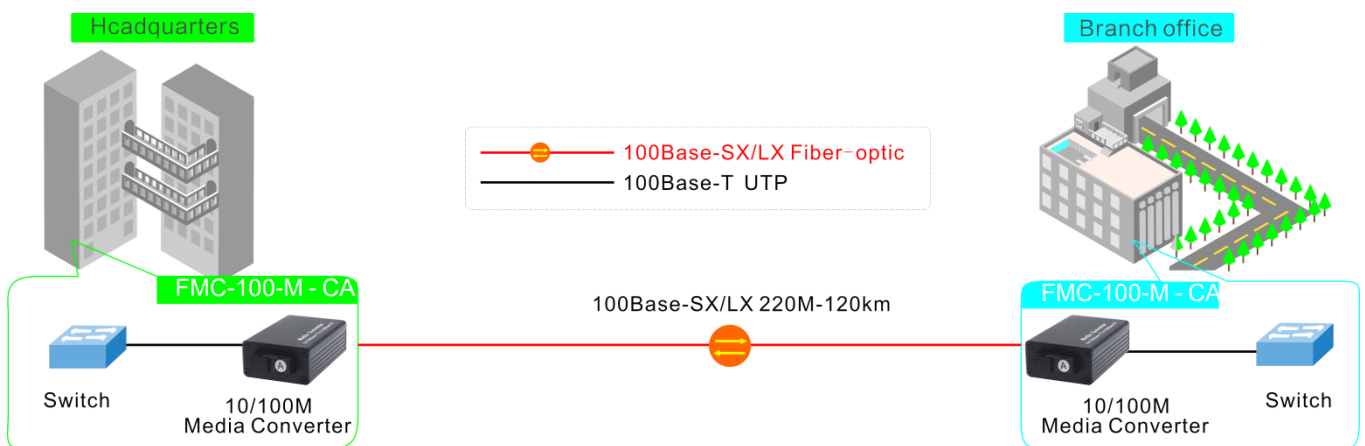 Hcadquarters
Branch office
100Base-SX/LX Fiber-optic
100Base-T UTP
FMC-100-M - CA
FMC-100-M - CA
100Base-SX/LX 220M-120km
A
A
Switch
10/100M
Media Converter
10/100M
Media Converter
Switch